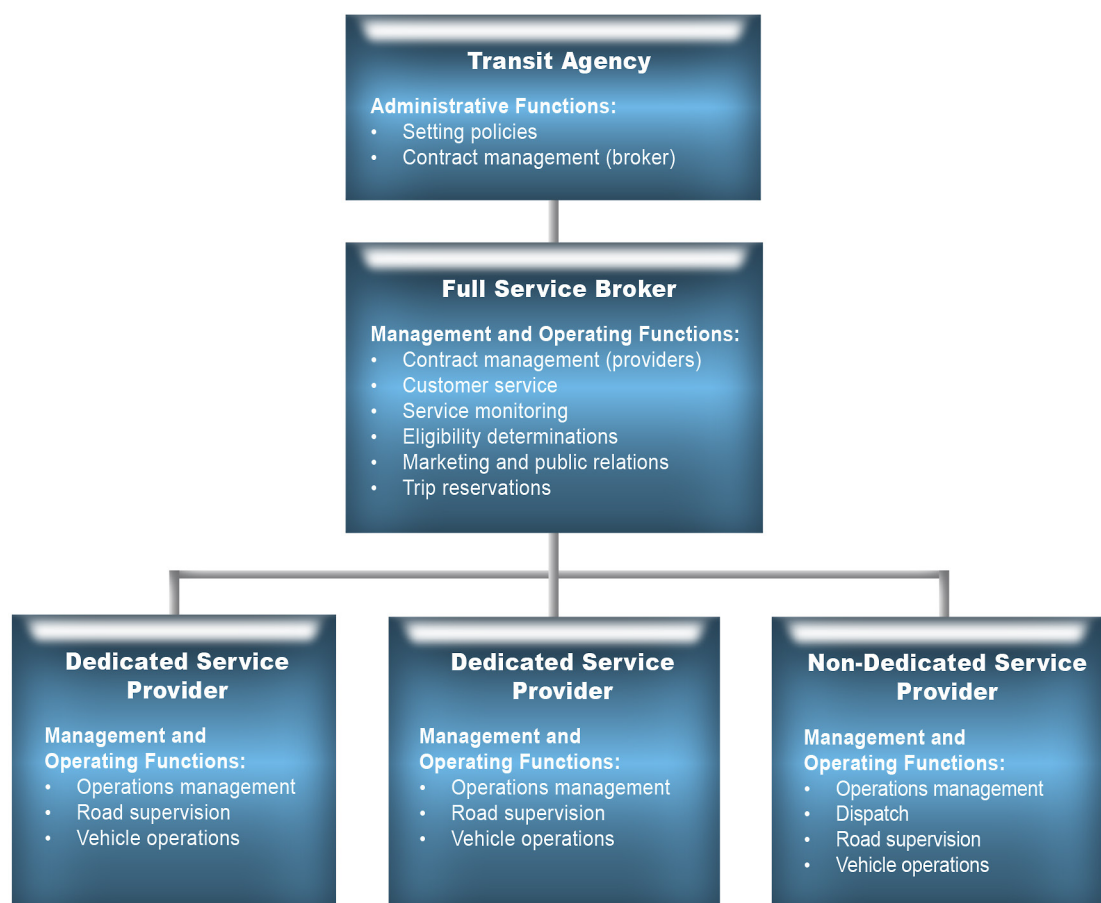 Transit Agency
Administrative Functions:
• Setting policies
• Contract management (broker)
Full Service Broker
Management and Operating Functions:
• Contract management (providers)
• Customer service
• Service monitoring
• Eligibility determinations
• Marketing and public relations
• Trip reservations
Dedicated Service
Provider
Management and
Operating Functions:
• Operations management
• Road supervision
• Vehicle operations
Dedicated Service
Provider
Management and
Operating Functions:
• Operations management
• Road supervision
• Vehicle operations
Non-Dedicated Service
Provider
Management and
Operating Functions:
• Operations management
• Dispatch
• Road supervision
• Vehicle operations